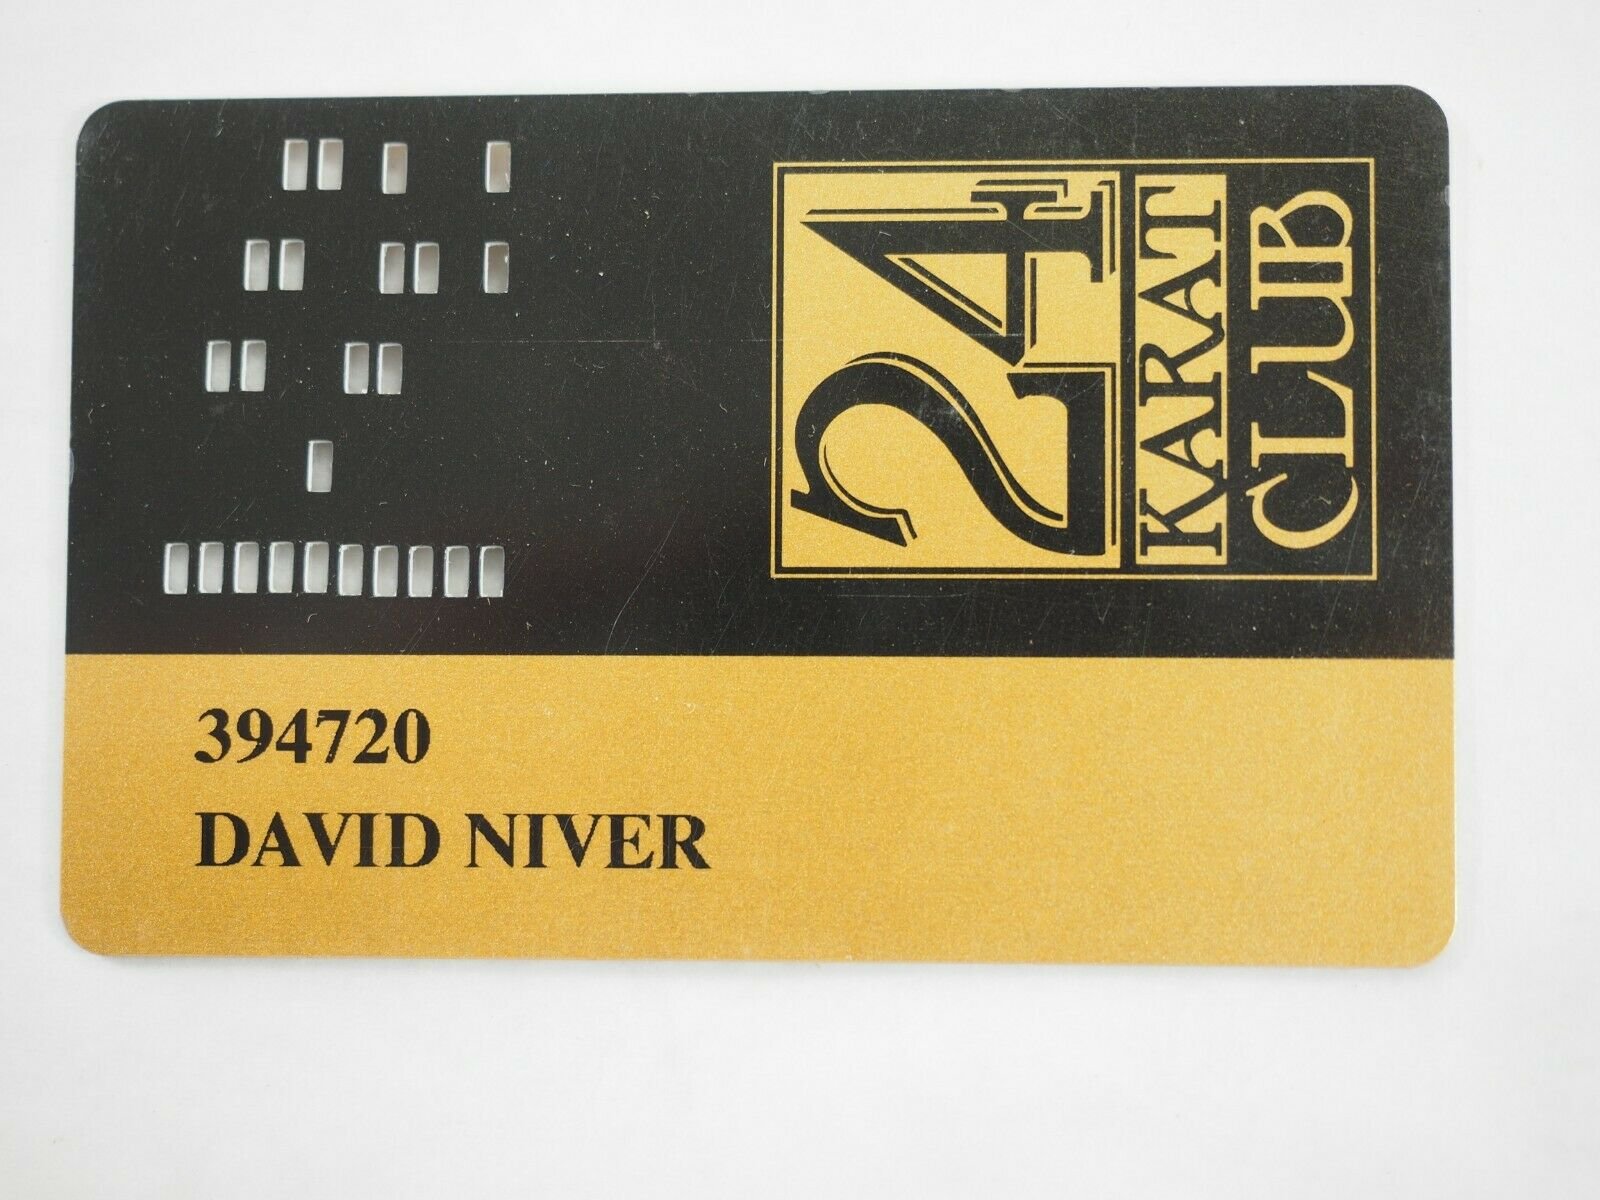 24
KARAT
CLUB
394720
DAVID NIVER